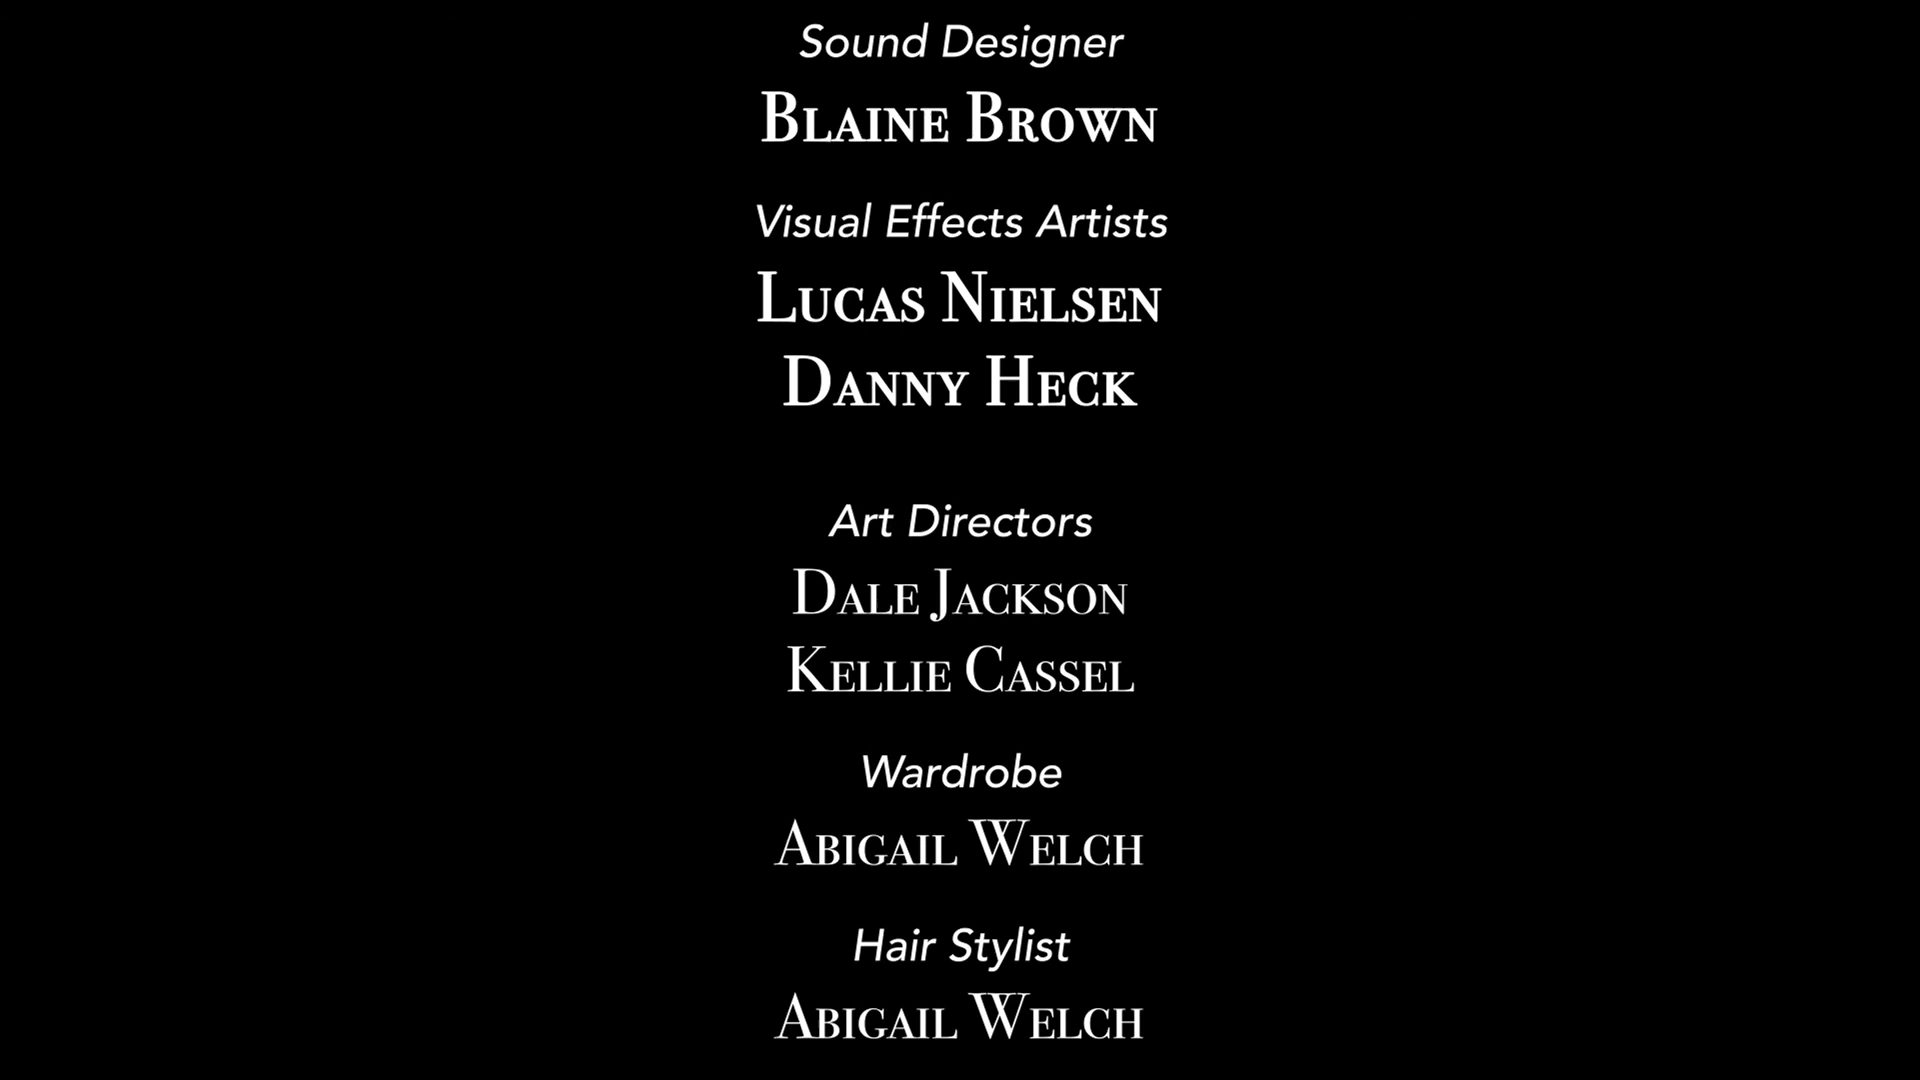 Sound Designer
Blaine Brown
Visual Effects Artists
Lucas Nielsen
Danny Heck
Art Directors
Dale Jackson
Kellie Cassel
Wardrobe
Abigail Welch
Hair Stylist
Abigail Welch